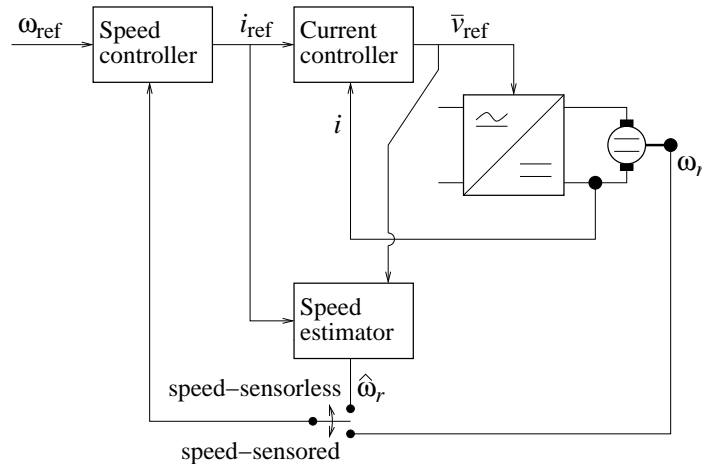 ω_ref
Speed
controller
i_ref
Current
controller
v̄_ref
i
ω_r
Speed
estimator
speed–sensorless
ω̂_r
speed–sensored